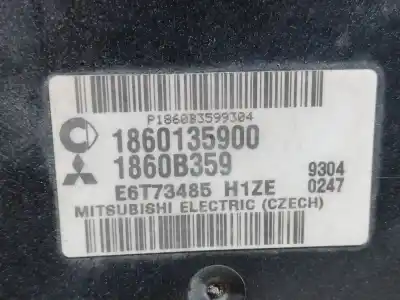 P1860B3599304
1860135900
1860B359 9304
E6T73485 H1ZE 0247
MITSUBISHI ELECTRIC (CZECH)